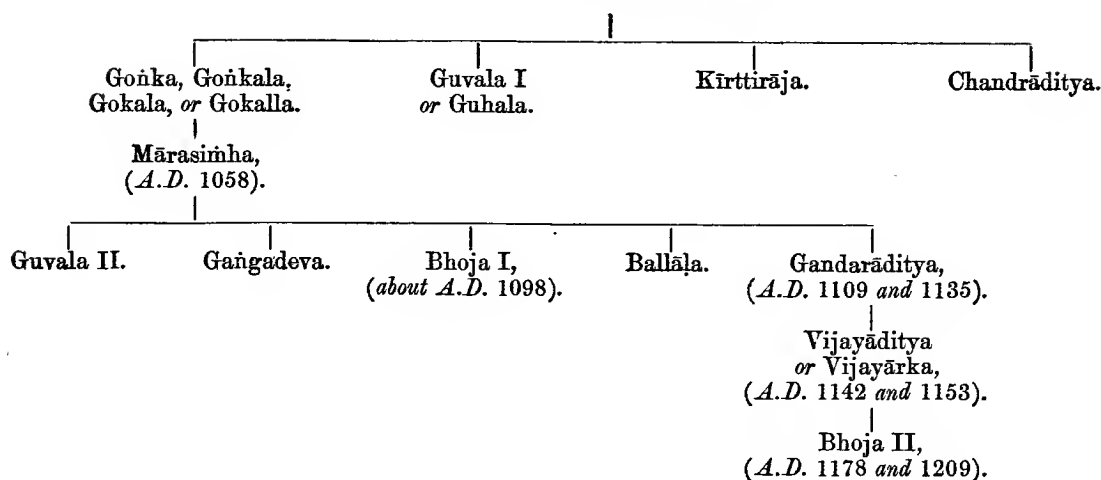 Goṅka, Goṅkala, Guvala I Kīrttirāja. Chandrāditya.
Gokala, or Gokalla. or Guhala.
Mārasiṁha,
(A.D. 1058).
Guvala II. Gaṅgadeva. Bhoja I, Ballāḷa. Gandarāditya,
(about A.D. 1098). (A.D. 1109 and 1135).
Vijayāditya
or Vijayārka,
(A.D. 1142 and 1153).
Bhoja II,
(A.D. 1178 and 1209).